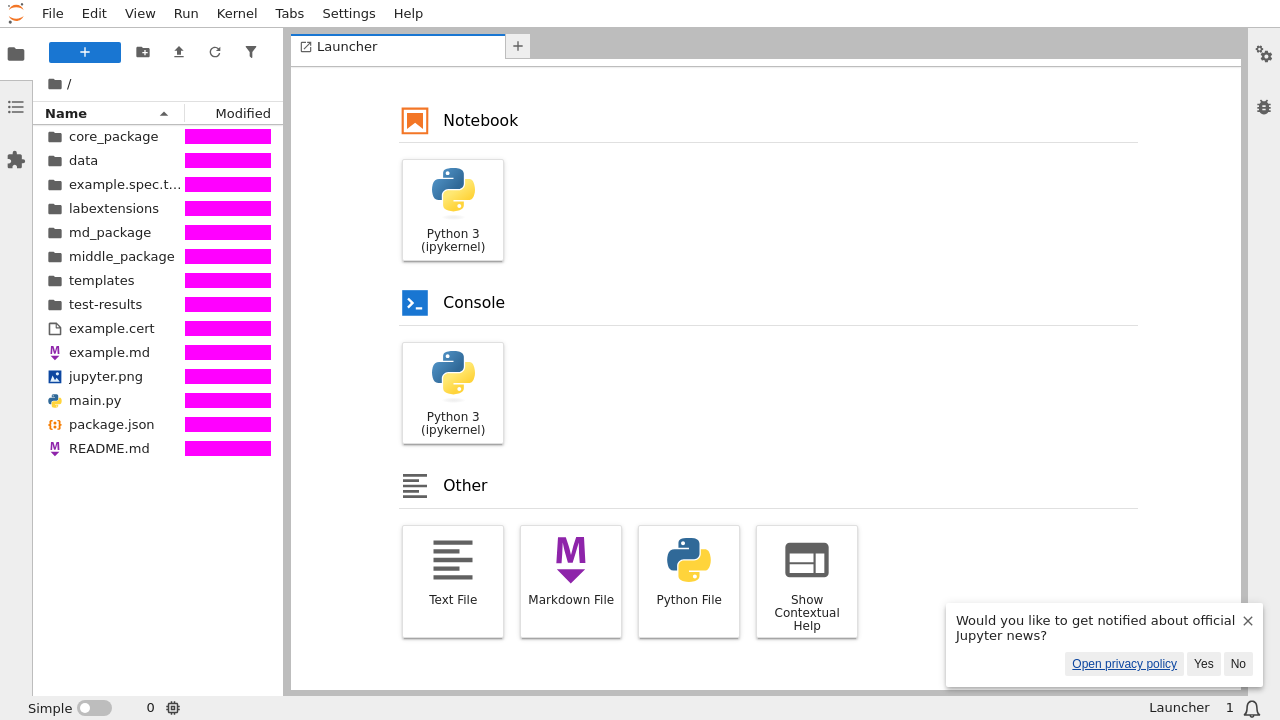 File Edit View Run Kernel Tabs Settings Help
Launcher
/
Name Modified
core_package
data
example.spec.t...
labextensions
md_package
middle_package
templates
test-results
example.cert
example.md
jupyter.png
main.py
package.json
README.md
Notebook
Python 3
(ipykernel)
Console
Python 3
(ipykernel)
Other
Text File
Markdown File
Python File
Show
Contextual
Help
Would you like to get notified about official
Jupyter news?
Open privacy policy Yes No
Simple 0 Launcher 1